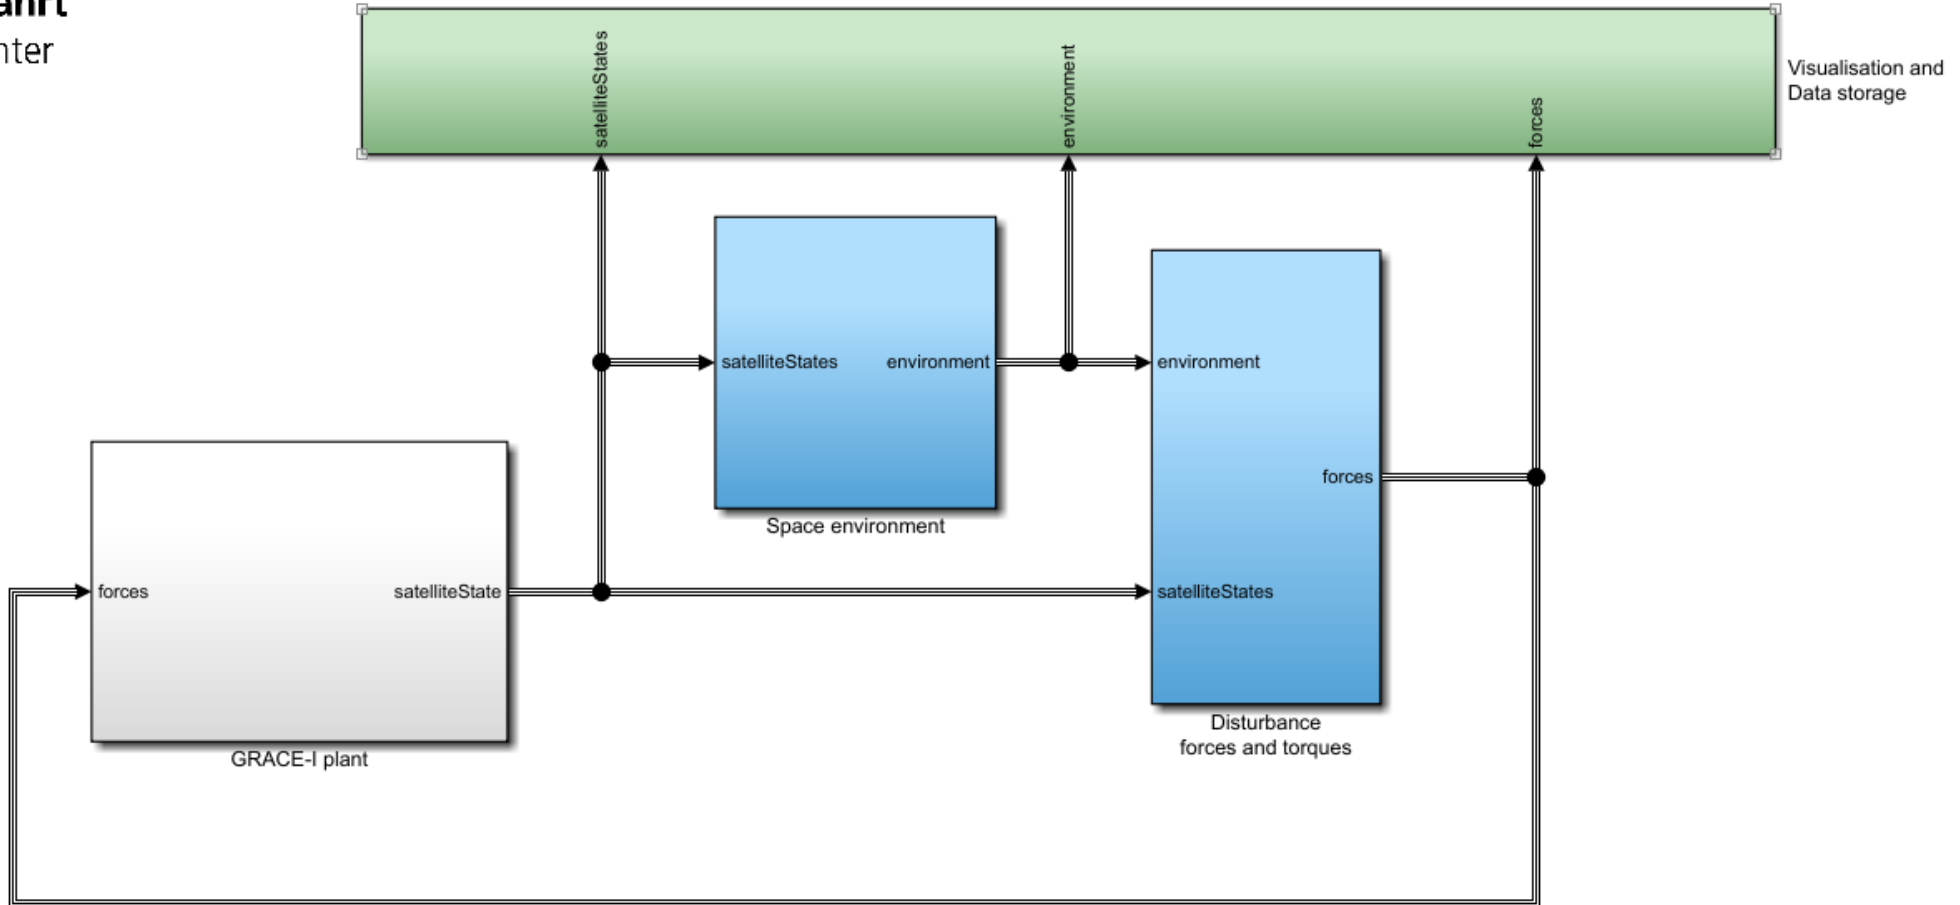 satelliteStates
environment
forces
Visualisation and
Data storage
satelliteStates
environment
Space environment
environment
forces
satelliteStates
Disturbance
forces and torques
forces
satelliteState
GRACE-I plant